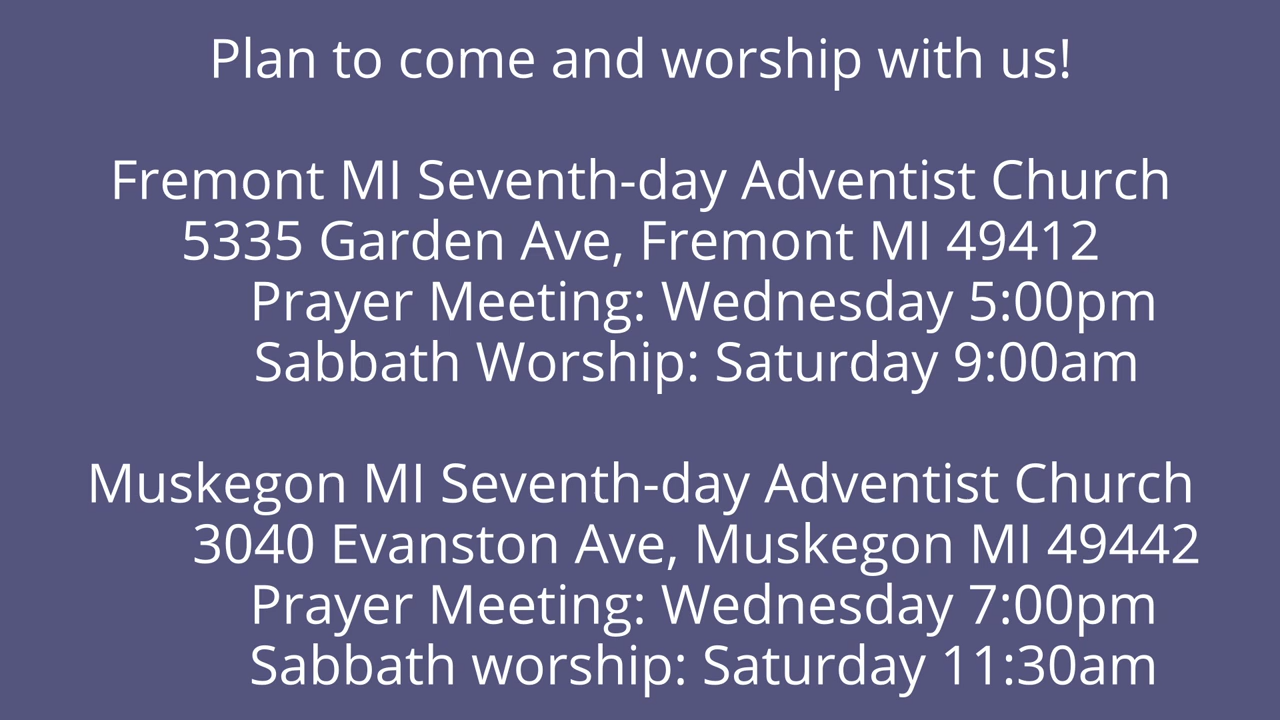 Plan to come and worship with us!
Fremont MI Seventh-day Adventist Church
5335 Garden Ave, Fremont MI 49412
Prayer Meeting: Wednesday 5:00pm
Sabbath Worship: Saturday 9:00am
Muskegon MI Seventh-day Adventist Church
3040 Evanston Ave, Muskegon MI 49442
Prayer Meeting: Wednesday 7:00pm
Sabbath worship: Saturday 11:30am